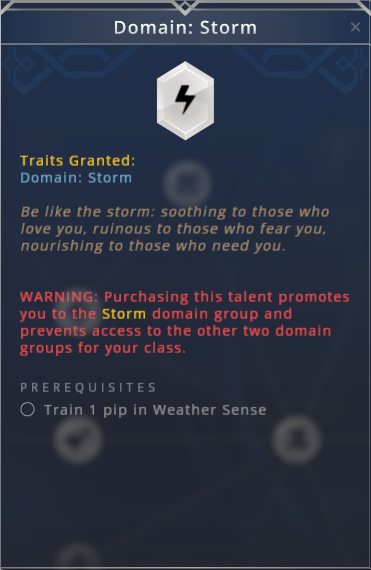 Domain: Storm
Traits Granted:
Domain: Storm
Be like the storm: soothing to those who
love you, ruinous to those who fear you,
nourishing to those who need you.
WARNING: Purchasing this talent promotes
you to the Storm domain group and
prevents access to the other two domain
groups for your class.
PREREQUISITES
Train 1 pip in Weather Sense